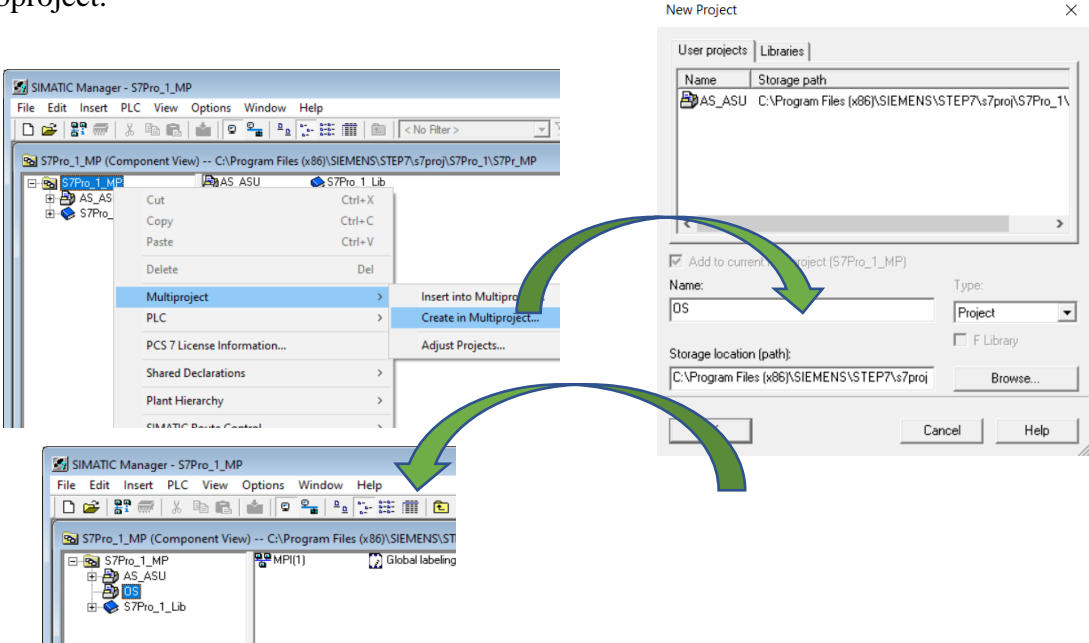 oproject.
SIMATIC Manager - S7Pro_1_MP
File Edit Insert PLC View Options Window Help
< No Filter >
S7Pro_1_MP (Component View) -- C:\Program Files (x86)\SIEMENS\STEP7\s7proj\S7Pro_1\S7Pr_MP
S7Pro_1_MP
AS_AS
S7Pro_
AS_ASU
S7Pro_1_Lib
Cut Ctrl+X
Copy Ctrl+C
Paste Ctrl+V
Delete Del
Multiproject >
PLC >
PCS 7 License Information...
Shared Declarations >
Plant Hierarchy >
SIMATIC Route Control >
Insert into Multipro
Create in Multiproject...
Adjust Projects...
New Project
User projects Libraries
Name Storage path
AS_ASU C:\Program Files (x86)\SIEMENS\STEP7\s7proj\S7Pro_1\
Add to current roject (S7Pro_1_MP)
Name:
OS
Type:
Project
F Library
Storage location (path):
C:\Program Files (x86)\SIEMENS\STEP7\s7proj
Browse...
Cancel Help
SIMATIC Manager - S7Pro_1_MP
File Edit Insert PLC View Options Window Help
S7Pro_1_MP (Component View) -- C:\Program Files (x86)\SIEMENS\ST
S7Pro_1_MP
AS_ASU
OS
S7Pro_1_Lib
MPI(1)
Global labeling